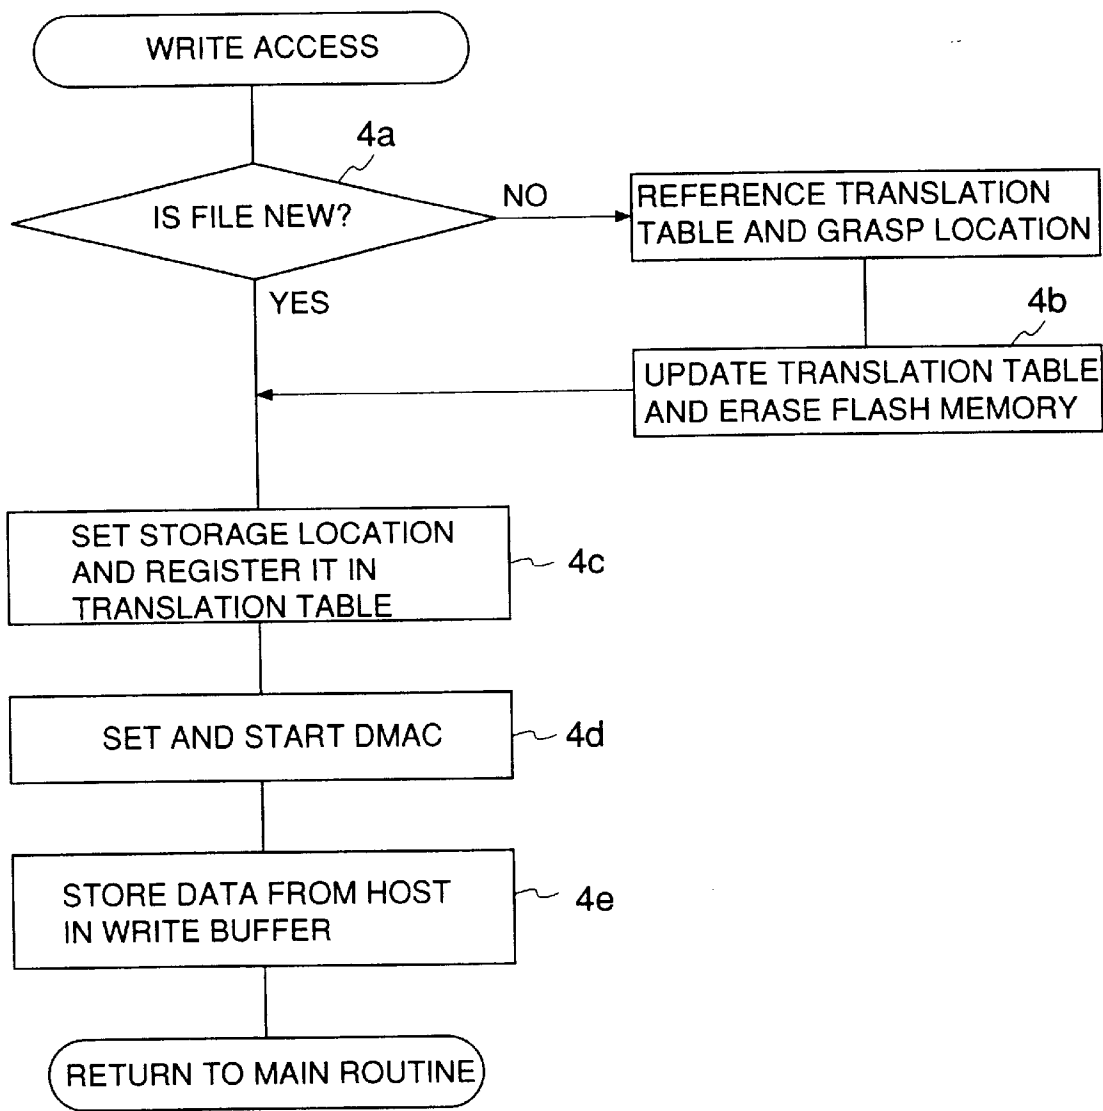 WRITE ACCESS
4a
IS FILE NEW?
NO
REFERENCE TRANSLATION
TABLE AND GRASP LOCATION
YES
4b
UPDATE TRANSLATION TABLE
AND ERASE FLASH MEMORY
SET STORAGE LOCATION
AND REGISTER IT IN
TRANSLATION TABLE
4c
SET AND START DMAC
4d
STORE DATA FROM HOST
IN WRITE BUFFER
4e
RETURN TO MAIN ROUTINE